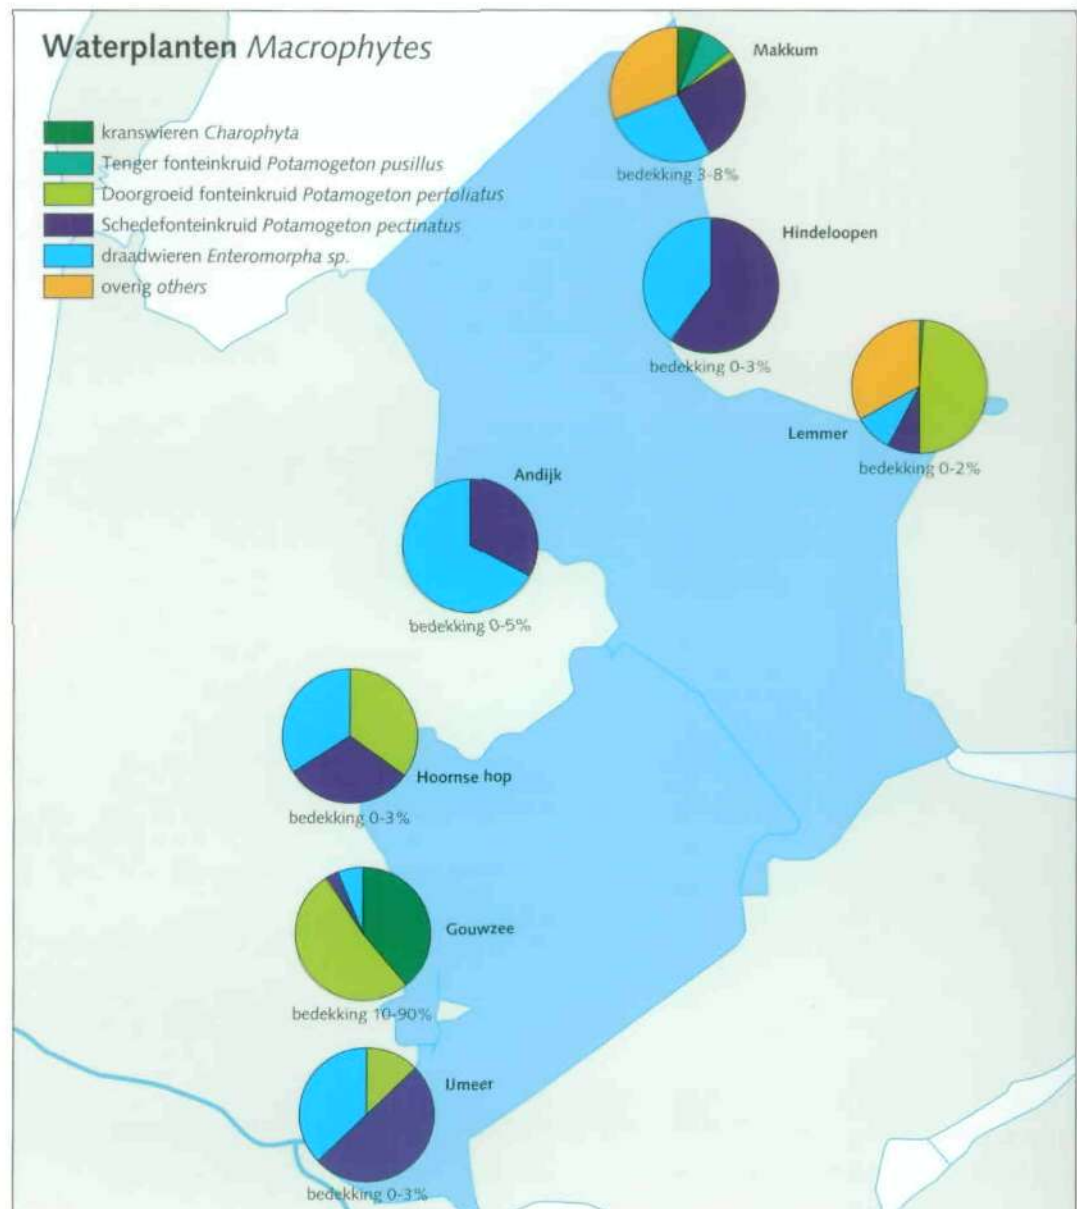 Waterplanten Macrophytes
kranswieren Charophyta
Tenger fonteinkruid Potamogeton pusillus
Doorgroeid fonteinkruid Potamogeton perfoliatus
Schedefonteinkruid Potamogeton pectinatus
draadwieren Enteromorpha sp.
overig others
Makkum
bedekking 3-8%
Hindeloopen
bedekking 0-3%
Lemmer
bedekking 0-2%
Andijk
bedekking 0-5%
Hoornse hop
bedekking 0-3%
Gouwzee
bedekking 10-90%
IJmeer
bedekking 0-3%